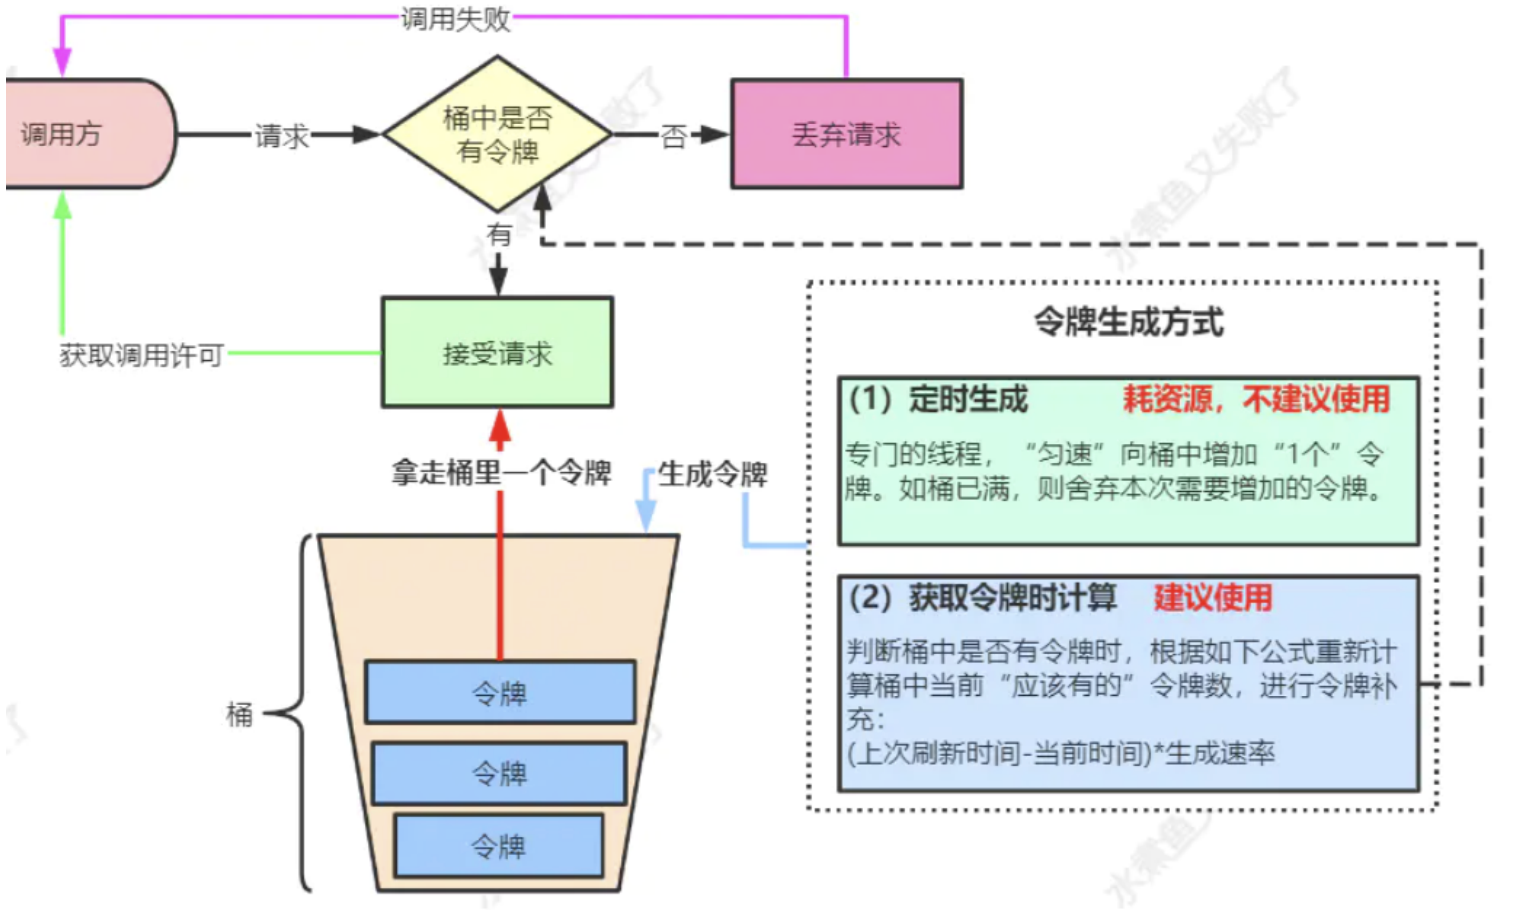 调用失败
调用方
请求
桶中是否
有令牌
否
丢弃请求
有
接受请求
获取调用许可
拿走桶里一个令牌
生成令牌
桶
令牌
令牌
令牌
令牌生成方式
(1) 定时生成 耗资源，不建议使用
专门的线程，“匀速”向桶中增加“1个”令
牌。如桶已满，则舍弃本次需要增加的令牌。
(2) 获取令牌时计算 建议使用
判断桶中是否有令牌时，根据如下公式重新计
算桶中当前“应该有的”令牌数，进行令牌补
充：
(上次刷新时间-当前时间)*生成速率
水煮鱼又失败了